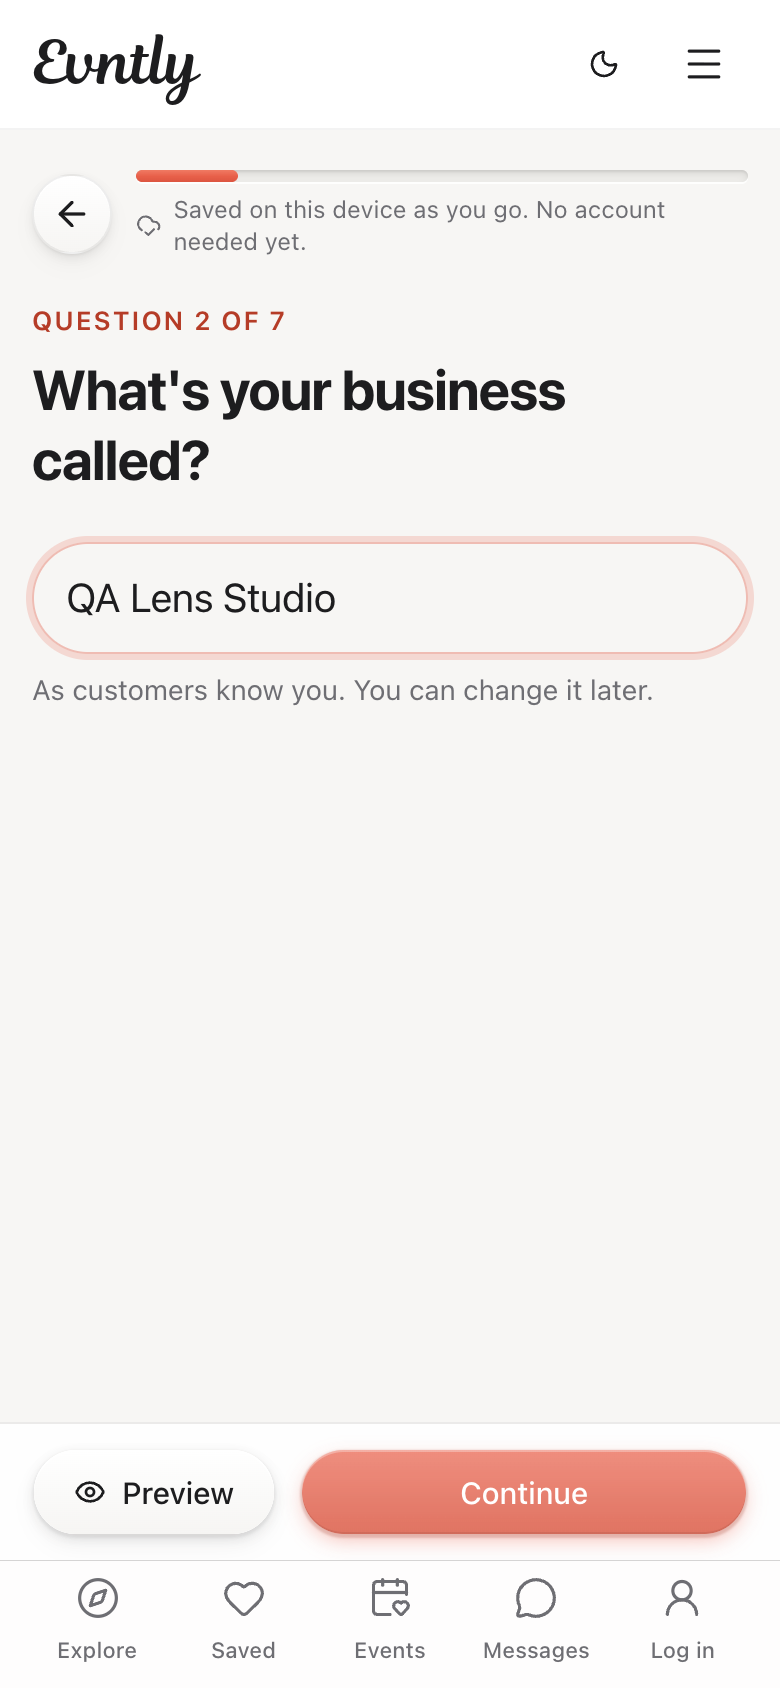 Evntly
Saved on this device as you go. No account
needed yet.
QUESTION 2 OF 7
What's your business
called?
QA Lens Studio
As customers know you. You can change it later.
Preview
Continue
Explore
Saved
Events
Messages
Log in